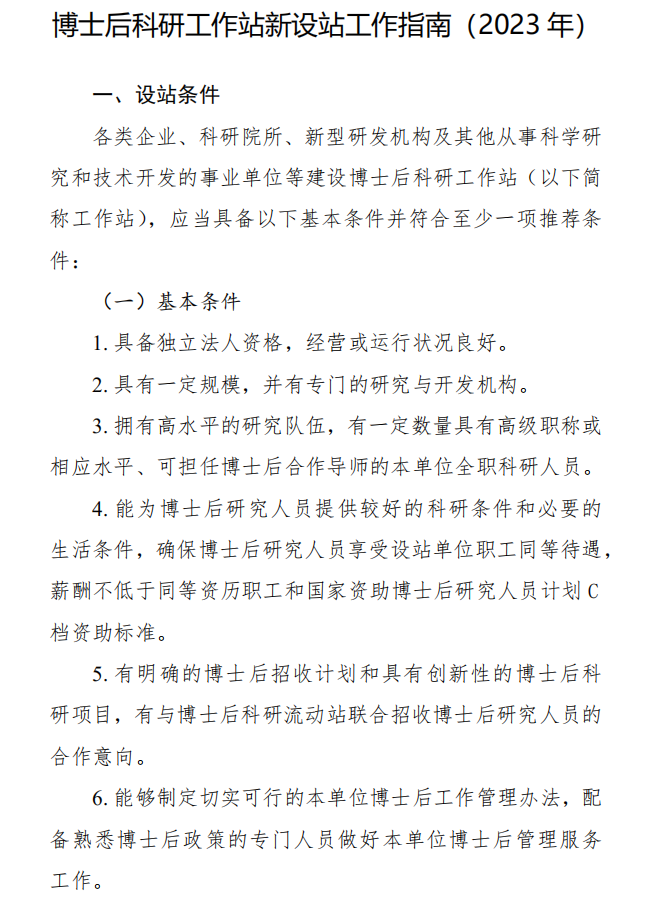 博士后科研工作站新设站工作指南（2023 年）
一、设站条件
各类企业、科研院所、新型研发机构及其他从事科学研
究和技术开发的事业单位等建设博士后科研工作站（以下简
称工作站），应当具备以下基本条件并符合至少一项推荐条
件：
（一）基本条件
1. 具备独立法人资格，经营或运行状况良好。
2. 具有一定规模，并有专门的研究与开发机构。
3. 拥有高水平的研究队伍，有一定数量具有高级职称或
相应水平、可担任博士后合作导师的本单位全职科研人员。
4. 能为博士后研究人员提供较好的科研条件和必要的
生活条件，确保博士后研究人员享受设站单位职工同等待遇，
薪酬不低于同等资历职工和国家资助博士后研究人员计划 C
档资助标准。
5. 有明确的博士后招收计划和具有创新性的博士后科
研项目，有与博士后科研流动站联合招收博士后研究人员的
合作意向。
6. 能够制定切实可行的本单位博士后工作管理办法，配
备熟悉博士后政策的专门人员做好本单位博士后管理服务
工作。